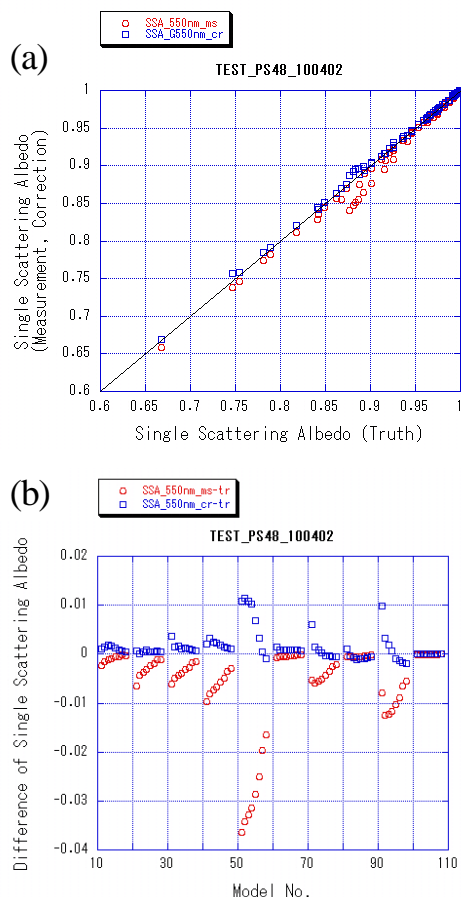 SSA_550nm_ms
SSA_G550nm_cr
(a)
TEST_PS48_100402
1
0.95
0.9
0.85
0.8
0.75
0.7
0.65
0.6
Single Scattering Albedo
(Measurement, Correction)
0.6 0.65 0.7 0.75 0.8 0.85 0.9 0.95 1
Single Scattering Albedo (Truth)
(b)
SSA_550nm_ms-tr
SSA_550nm_cr-tr
TEST_PS48_100402
0.02
0.01
0
-0.01
-0.02
-0.03
-0.04
Difference of Single Scattering Albedo
10 30 50 70 90 110
Model No.